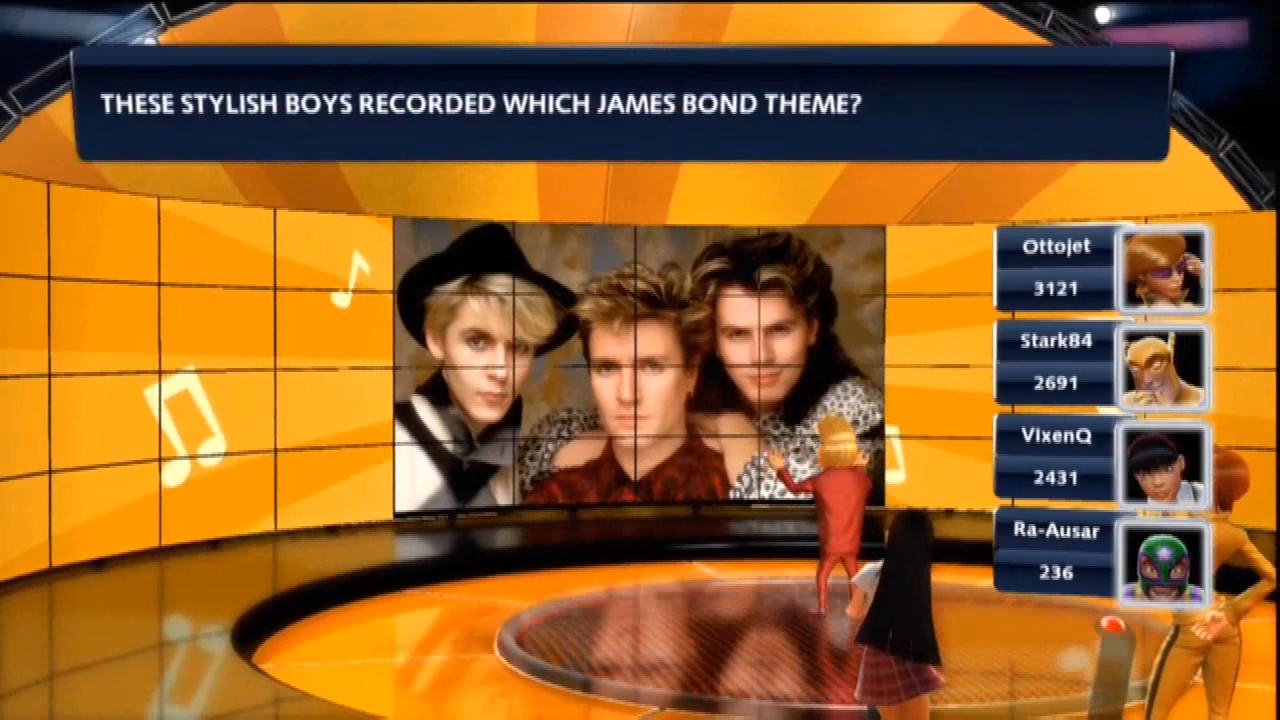 THESE STYLISH BOYS RECORDED WHICH JAMES BOND THEME?
Ottojet
3121
Stark84
2691
VixenQ
2431
Ra-Ausar
236